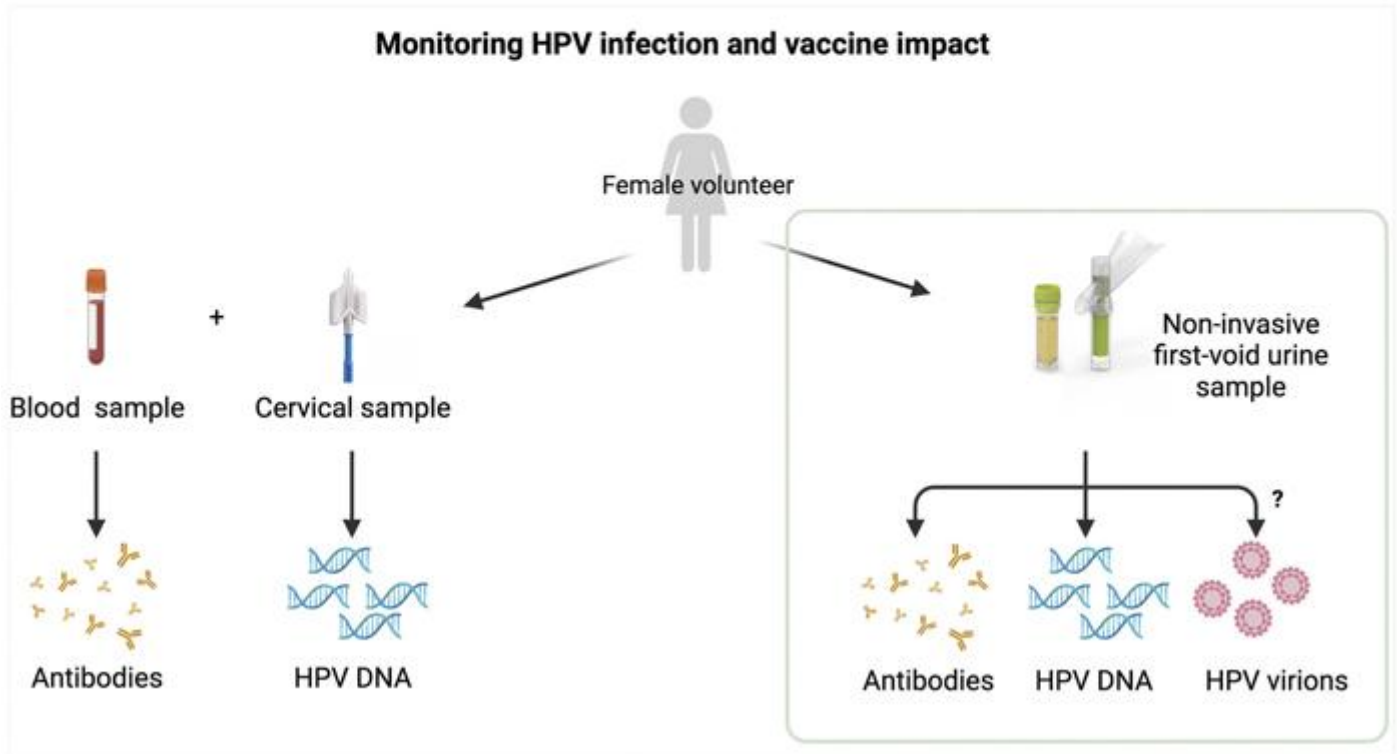 Monitoring HPV infection and vaccine impact
Female volunteer
+
Blood sample
Cervical sample
Antibodies
HPV DNA
Non-invasive
first-void urine
sample
?
Antibodies
HPV DNA
HPV virions